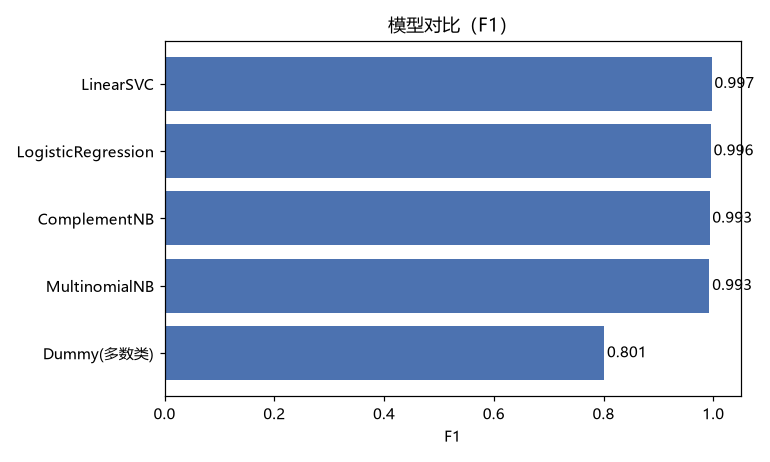 模型对比（F1）
LinearSVC
0.997
LogisticRegression
0.996
ComplementNB
0.993
MultinomialNB
0.993
Dummy(多数类)
0.801
0.0 0.2 0.4 0.6 0.8 1.0
F1